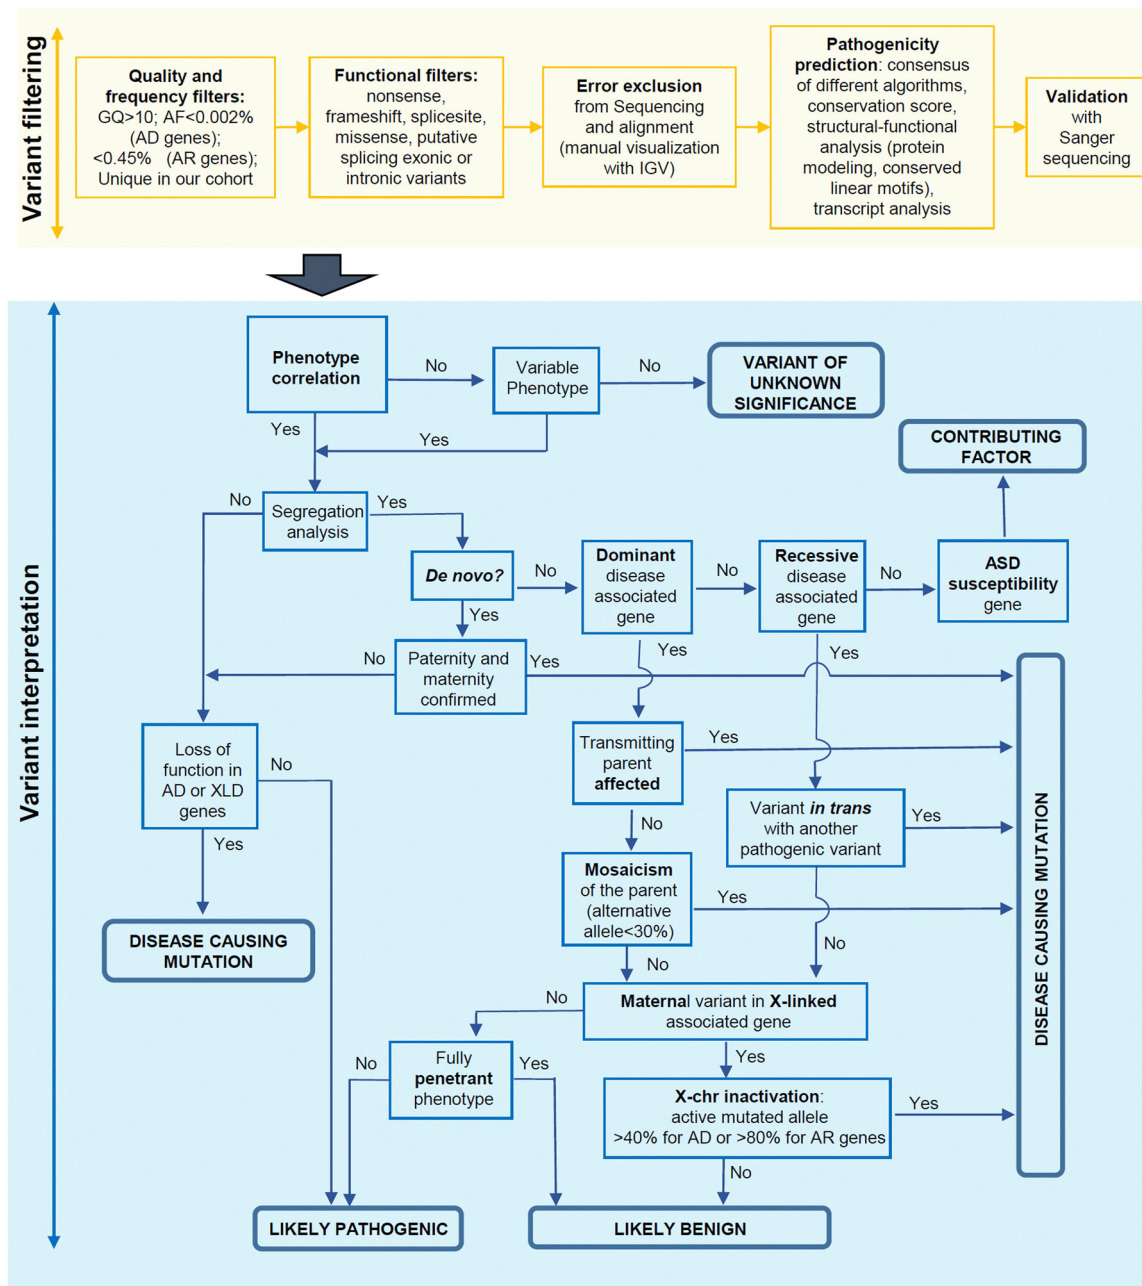 Variant filtering
Quality and
frequency filters:
GQ>10; AF<0.002%
(AD genes);
<0.45% (AR genes);
Unique in our cohort
Functional filters:
nonsense,
frameshift, splicesite,
missense, putative
splicing exonic or
intronic variants
Error exclusion
from Sequencing
and alignment
(manual visualization
with IGV)
Pathogenicity
prediction: consensus
of different algorithms,
conservation score,
structural-functional
analysis (protein
modeling, conserved
linear motifs),
transcript analysis
Validation
with
Sanger
sequencing
Variant interpretation
Phenotype
correlation
No
Variable
Phenotype
No
VARIANT OF
UNKNOWN
SIGNIFICANCE
Yes
Yes
CONTRIBUTING
FACTOR
No
Segregation
analysis
Yes
De novo?
No
Dominant
disease
associated
gene
No
Recessive
disease
associated
gene
No
ASD
susceptibility
gene
Yes
No
Paternity and
maternity
confirmed
Yes
Yes
Yes
Loss of
function in
AD or XLD
genes
No
Yes
Transmitting
parent
affected
Yes
No
Variant in trans
with another
pathogenic variant
Yes
No
Mosaicism
of the parent
(alternative
allele<30%)
Yes
No
DISEASE CAUSING
MUTATION
DISEASE CAUSING MUTATION
Maternal variant in X-linked
associated gene
No
Yes
No
Fully
penetrant
phenotype
Yes
X-chr inactivation:
active mutated allele
>40% for AD or >80% for AR genes
Yes
No
LIKELY PATHOGENIC
LIKELY BENIGN